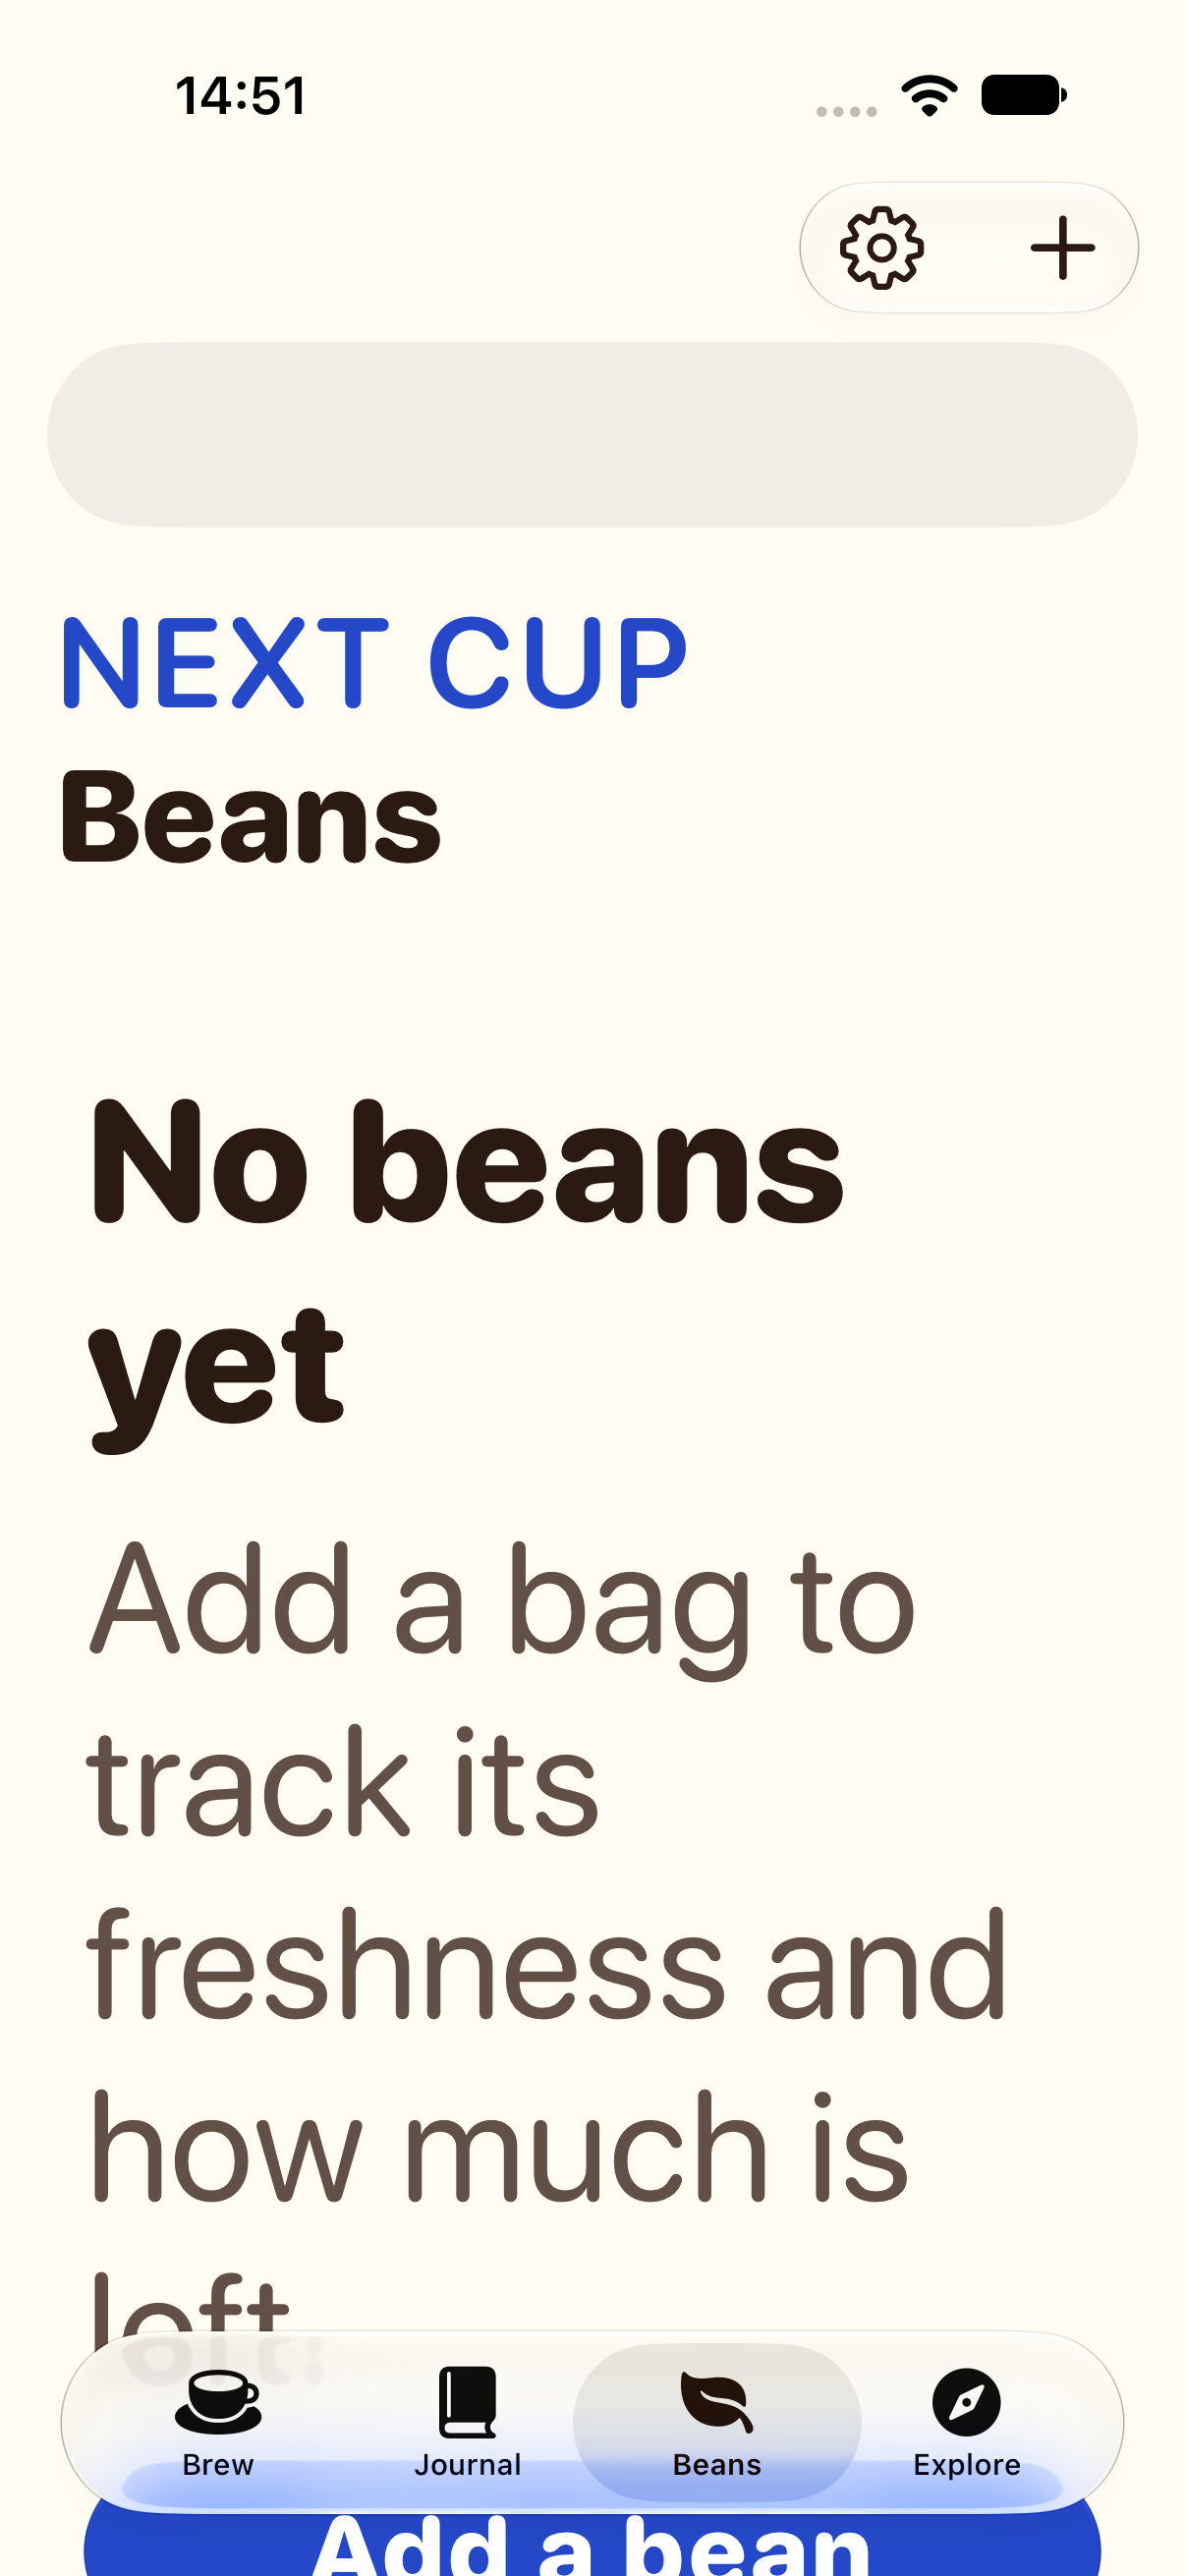 14:51
NEXT CUP
Beans
No beans
yet
Add a bag to
track its
freshness and
how much is
left.
Brew
Journal
Beans
Explore
Add a bean